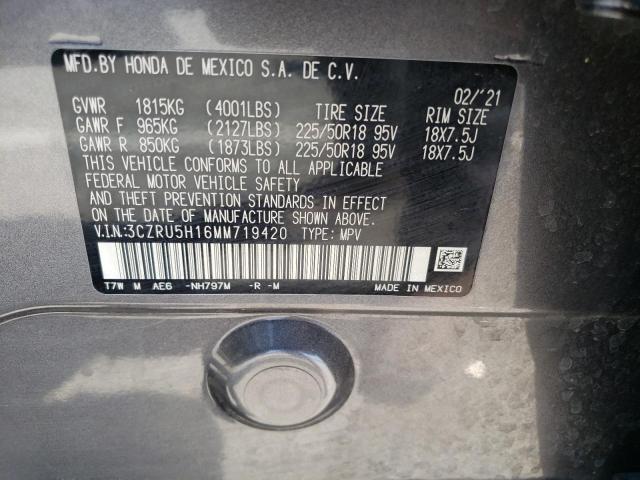 MFD.BY HONDA DE MEXICO S.A. DE C.V.
02/'21
GVWR 1815KG (4001LBS) TIRE SIZE RIM SIZE
GAWR F 965KG (2127LBS) 225/50R18 95V 18X7.5J
GAWR R 850KG (1873LBS) 225/50R18 95V 18X7.5J
THIS VEHICLE CONFORMS TO ALL APPLICABLE
FEDERAL MOTOR VEHICLE SAFETY
AND THEFT PREVENTION STANDARDS IN EFFECT
ON THE DATE OF MANUFACTURE SHOWN ABOVE.
V.I.N:3CZRU5H16MM719420 TYPE: MPV
T7W M AE6 -NH797M -R -M MADE IN MEXICO